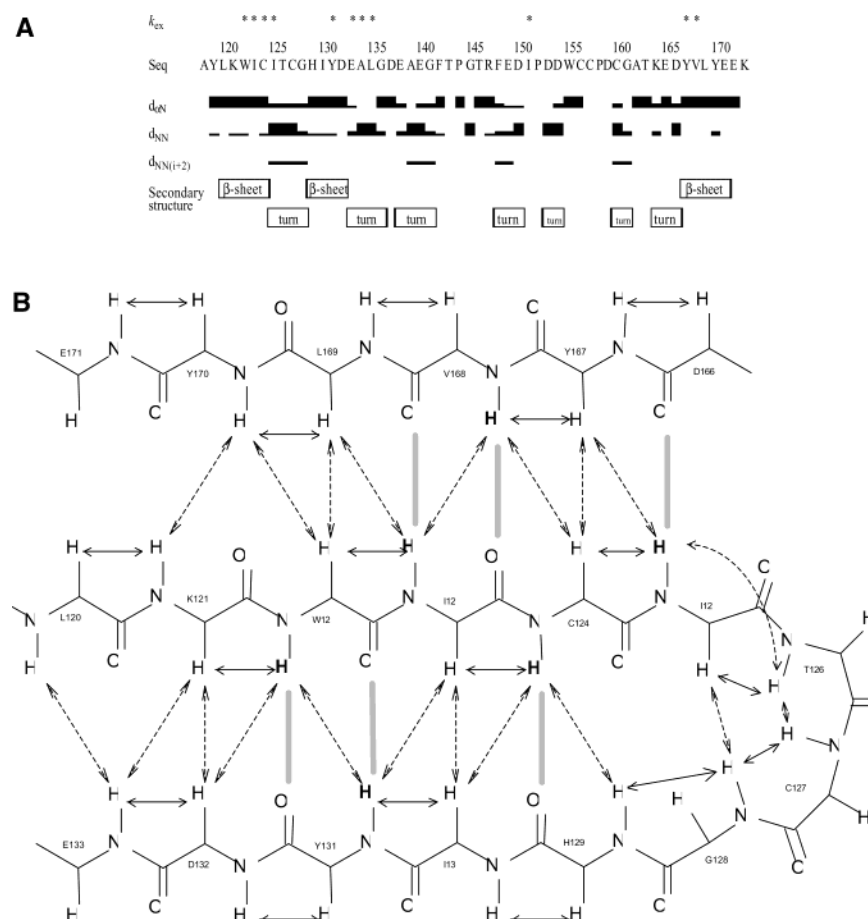 A
k_ex * * * * * * * * * * *
120 125 130 135 140 145 150 155 160 165 170
Seq AYLKWICITCGHIYDEALGDEAEGFTPGTRFEDIPDDWCCPDCGATKEDYVLYEEK
d_αN
d_NN
d_NN(i+2)
Secondary structure
β-sheet β-sheet β-sheet
turn turn turn turn turn turn turn
B
H H O H H C H H
E171 N L169 N Y167 N
Y170 N V168 N D166
C C C
H H H H H
H H O H H O H H C
N N N N H
L120 K121 W12 I12 C124 I12 N T126
N C N C N C H O
H H H H H H H
H N
H H H H H H H C127
O O O H
E133 N Y131 N H129 N N G128
D132 N I13 N
C C C C
H H H H